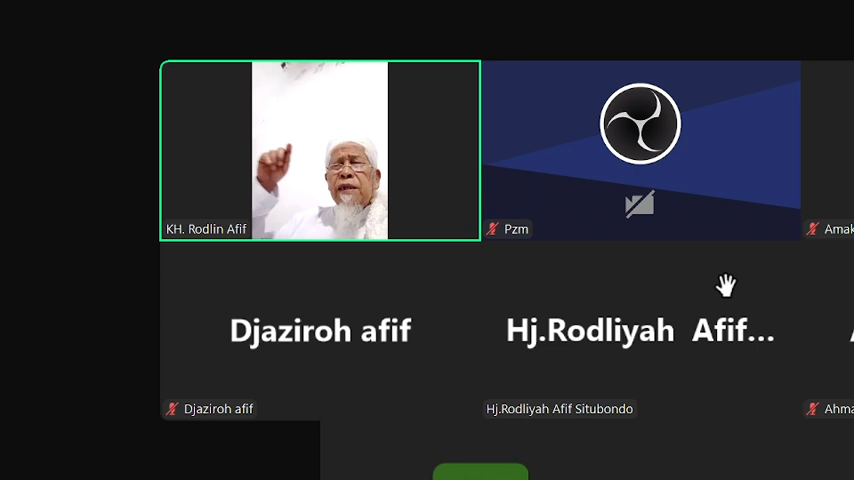 KH. Rodlin Afif
Pzm
Amak
Djaziroh afif
Hj.Rodliyah Afif...
Djaziroh afif
Hj.Rodliyah Afif Situbondo
Ahma